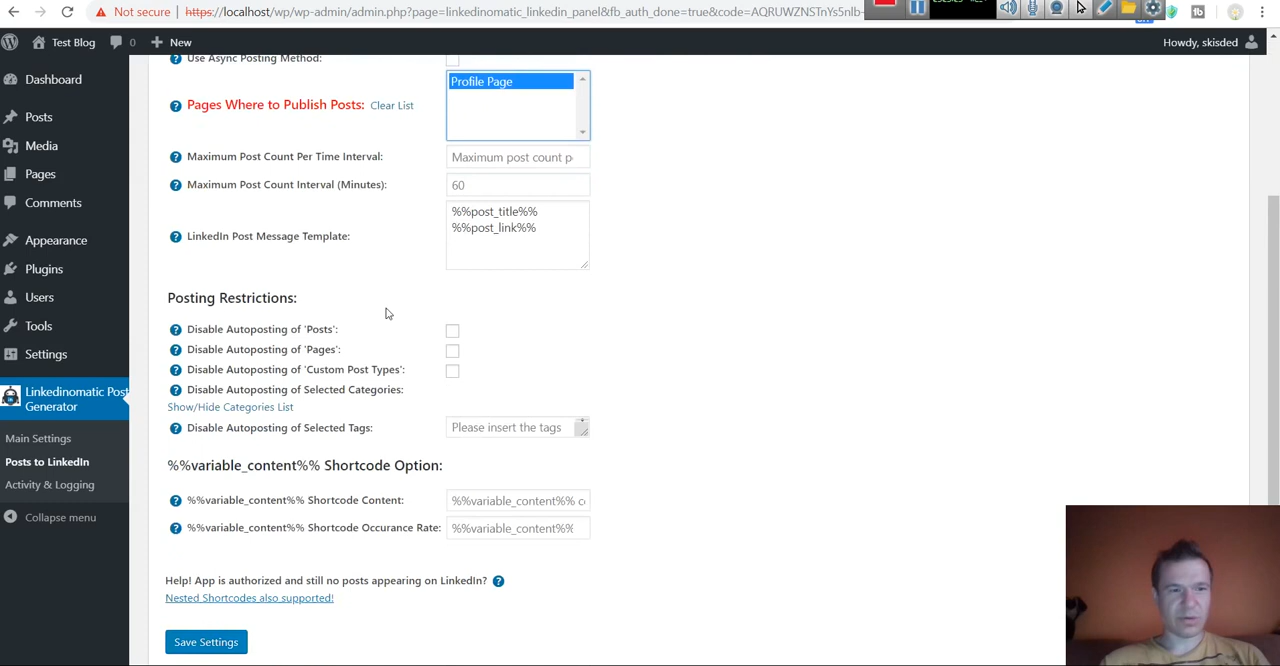 Not secure https://localhost/wp/wp-admin/admin.php?page=linkedinomatic_linkedin_panel&fb_auth_done=true&code=AQRUWZNSTnYs5nlb-
Test Blog 0 New Howdy, skisded
Dashboard
Posts
Media
Pages
Comments
Appearance
Plugins
Users
Tools
Settings
Linkedinomatic Post
Generator
Main Settings
Posts to LinkedIn
Activity & Logging
Collapse menu
Use Async Posting Method:
Pages Where to Publish Posts: Clear List Profile Page
Maximum Post Count Per Time Interval: Maximum post count p
Maximum Post Count Interval (Minutes): 60
LinkedIn Post Message Template: %%post_title%%
%%post_link%%
Posting Restrictions:
Disable Autoposting of 'Posts':
Disable Autoposting of 'Pages':
Disable Autoposting of 'Custom Post Types':
Disable Autoposting of Selected Categories:
Show/Hide Categories List
Disable Autoposting of Selected Tags: Please insert the tags
%%variable_content%% Shortcode Option:
%%variable_content%% Shortcode Content: %%variable_content%% c
%%variable_content%% Shortcode Occurance Rate: %%variable_content%%
Help! App is authorized and still no posts appearing on LinkedIn?
Nested Shortcodes also supported!
Save Settings